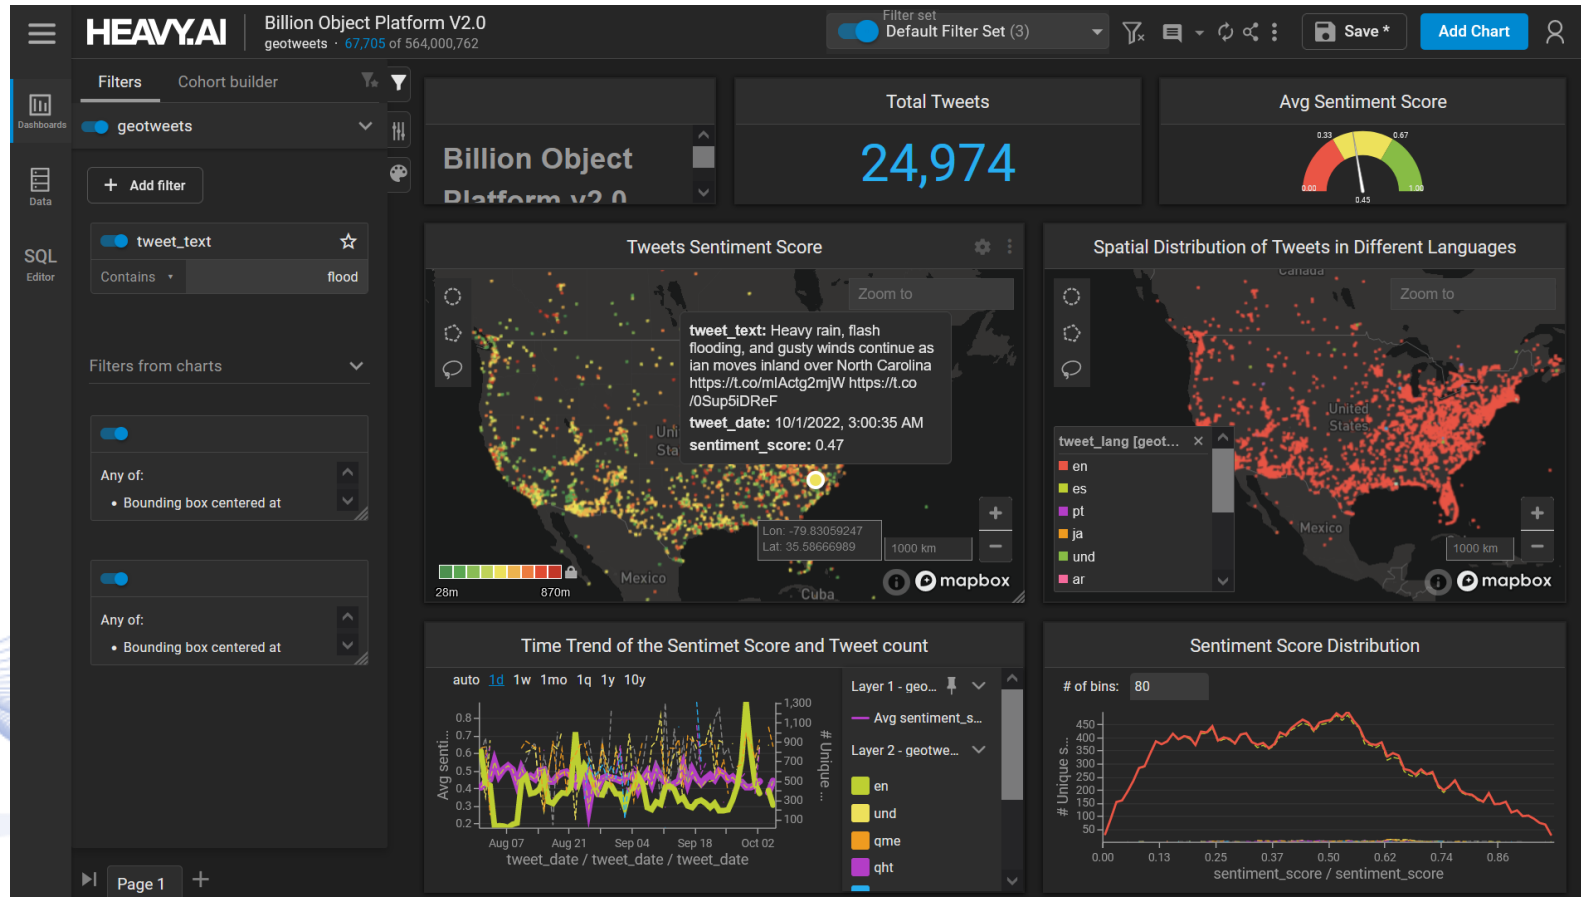 HEAVY.AI
Billion Object Platform V2.0
geotweets · 67,705 of 564,000,762
Filter set
Default Filter Set (3)
Save *
Add Chart
Dashboards
Data
SQL
Editor
Filters
Cohort builder
geotweets
+ Add filter
tweet_text
Contains
flood
Filters from charts
Any of:
• Bounding box centered at
Any of:
• Bounding box centered at
Page 1
+
Billion Object
Platform v2.0
Total Tweets
24,974
Avg Sentiment Score
0.33
0.67
0.00
1.00
0.45
Tweets Sentiment Score
Zoom to
tweet_text: Heavy rain, flash
flooding, and gusty winds continue as
ian moves inland over North Carolina
https://t.co/mlActg2mjW https://t.co
/0Sup5iDReF
tweet_date: 10/1/2022, 3:00:35 AM
sentiment_score: 0.47
Uni
Sta
Lon: -79.83059247
Lat: 35.58666989
1000 km
+
−
Mexico
Cuba
28m
870m
mapbox
Spatial Distribution of Tweets in Different Languages
Canada
Zoom to
United
States
Mexico
tweet_lang [geot...
en
es
pt
ja
und
ar
1000 km
+
−
mapbox
Time Trend of the Sentimet Score and Tweet count
auto 1d 1w 1mo 1q 1y 10y
Avg senti...
0.8
0.7
0.6
0.5
0.4
0.3
0.2
1,300
1,100
900
700
500
300
100
# Unique ...
Aug 07
Aug 21
Sep 04
Sep 18
Oct 02
tweet_date / tweet_date / tweet_date
Layer 1 - geo...
Avg sentiment_s...
Layer 2 - geotwe...
en
und
qme
qht
Sentiment Score Distribution
# of bins: 80
# Unique s...
450
400
350
300
250
200
150
100
50
0.00
0.13
0.25
0.37
0.50
0.62
0.74
0.86
sentiment_score / sentiment_score